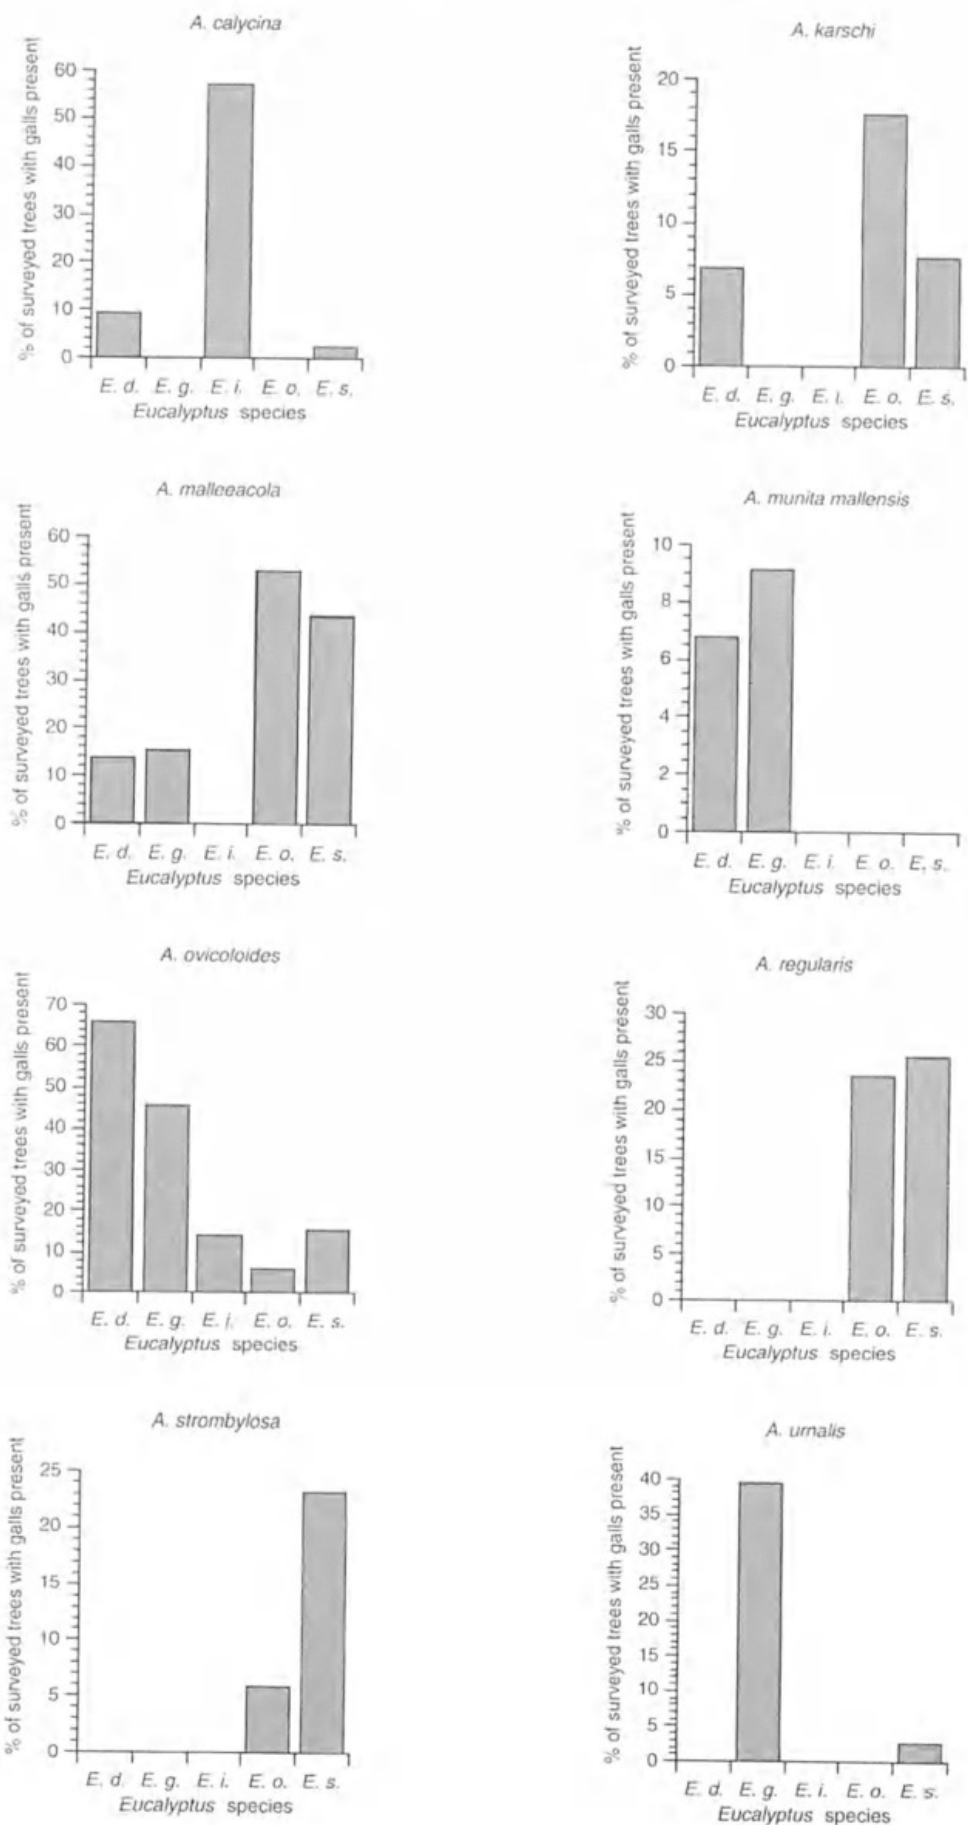 A. calycina
% of surveyed trees with galls present
60
50
40
30
20
10
0
E. d. E. g. E. i. E. o. E. s.
Eucalyptus species
A. karschi
% of surveyed trees with galls present
20
15
10
5
0
E. d. E. g. E. i. E. o. E. s.
Eucalyptus species
A. malleeacola
% of surveyed trees with galls present
60
50
40
30
20
10
0
E. d. E. g. E. i. E. o. E. s.
Eucalyptus species
A. munita mallensis
% of surveyed trees with galls present
10
8
6
4
2
0
E. d. E. g. E. i. E. o. E. s.
Eucalyptus species
A. ovicoloides
% of surveyed trees with galls present
70
60
50
40
30
20
10
0
E. d. E. g. E. i. E. o. E. s.
Eucalyptus species
A. regularis
% of surveyed trees with galls present
30
25
20
15
10
5
0
E. d. E. g. E. i. E. o. E. s.
Eucalyptus species
A. strombylosa
% of surveyed trees with galls present
25
20
15
10
5
0
E. d. E. g. E. i. E. o. E. s.
Eucalyptus species
A. urnalis
% of surveyed trees with galls present
40
35
30
25
20
15
10
5
0
E. d. E. g. E. i. E. o. E. s.
Eucalyptus species